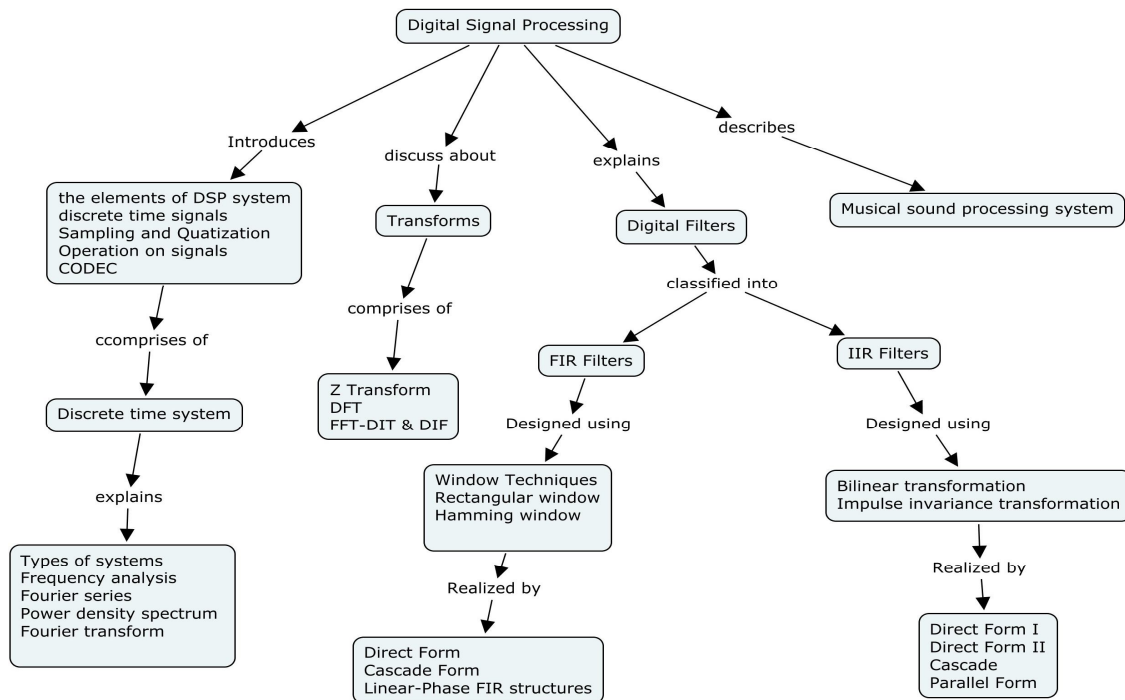 Digital Signal Processing
Introduces
discuss about
explains
describes
the elements of DSP system
discrete time signals
Sampling and Quatization
Operation on signals
CODEC
Transforms
Digital Filters
Musical sound processing system
ccomprises of
comprises of
classified into
Discrete time system
Z Transform
DFT
FFT-DIT & DIF
FIR Filters
IIR Filters
explains
Designed using
Designed using
Types of systems
Frequency analysis
Fourier series
Power density spectrum
Fourier transform
Window Techniques
Rectangular window
Hamming window
Bilinear transformation
Impulse invariance transformation
Realized by
Realized by
Direct Form
Cascade Form
Linear-Phase FIR structures
Direct Form I
Direct Form II
Cascade
Parallel Form